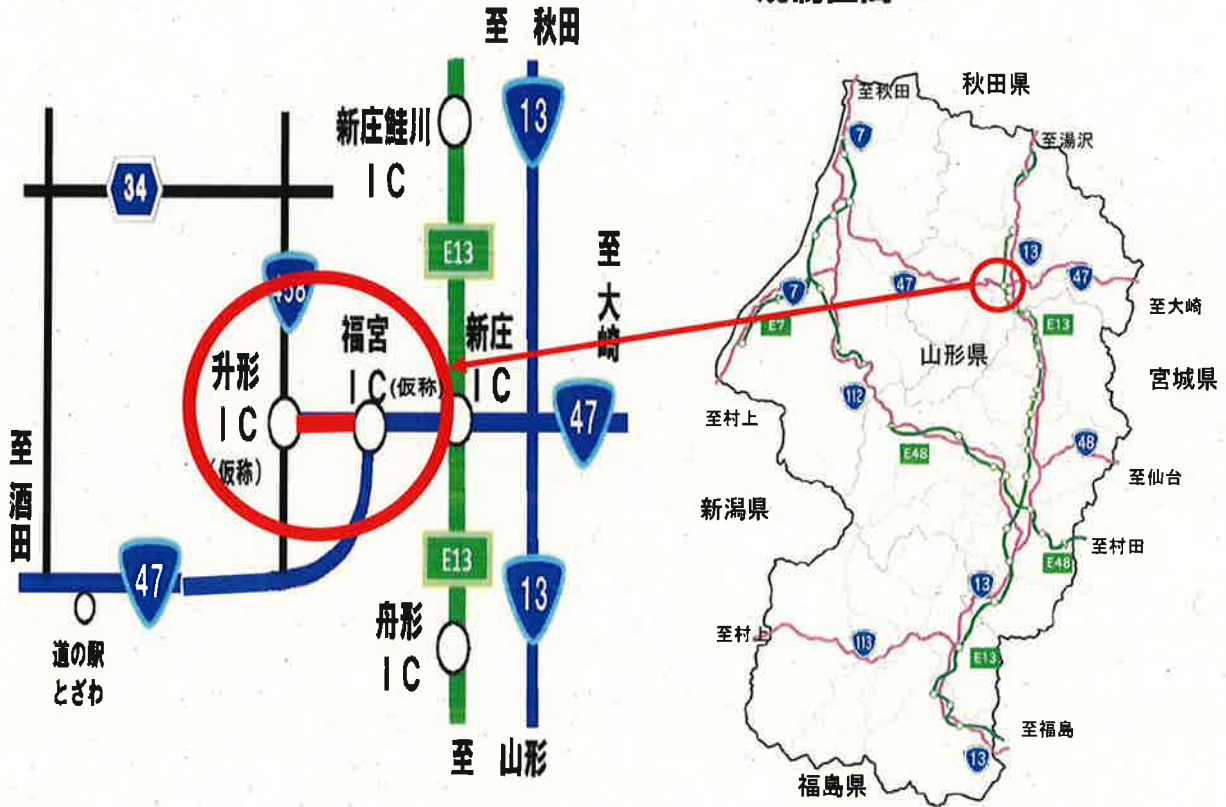 至 秋田
新庄鮭川
IC
13
34
E13
至大崎
458
福宮
IC(仮称)
新庄
IC
升形
IC
(仮称)
47
至酒田
47
E13
13
舟形
IC
道の駅
とざわ
至 山形
秋田県
至秋田
7
至湯沢
13
47
47
7
至大崎
E7
E13
山形県
宮城県
112
至村上
48
E48
至仙台
新潟県
至村田
E48
13
至村上
113
E13
至福島
13
福島県